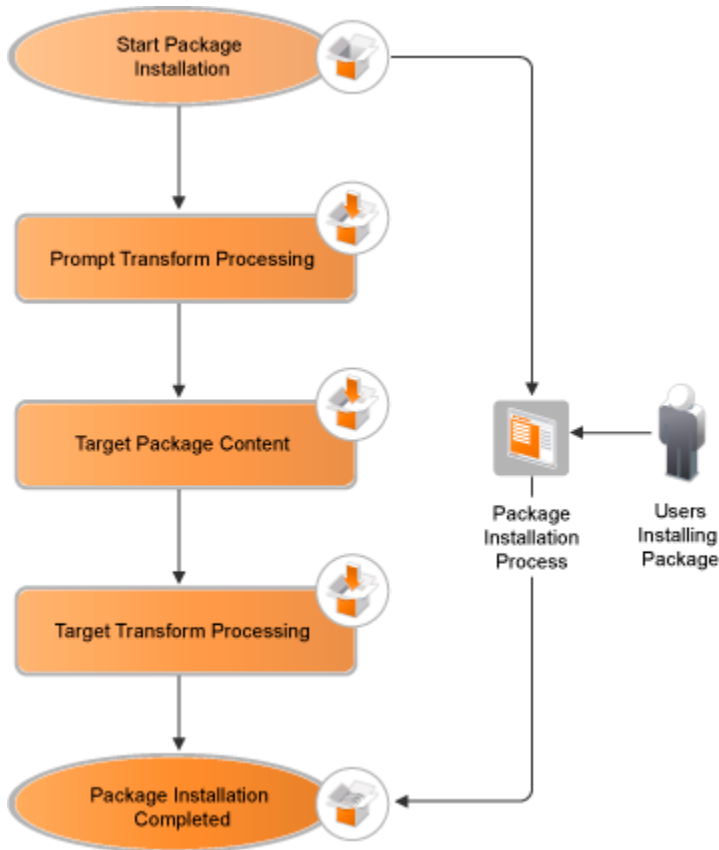 Start Package
Installation
Prompt Transform Processing
Target Package Content
Package
Installation
Process
Users
Installing
Package
Target Transform Processing
Package Installation
Completed